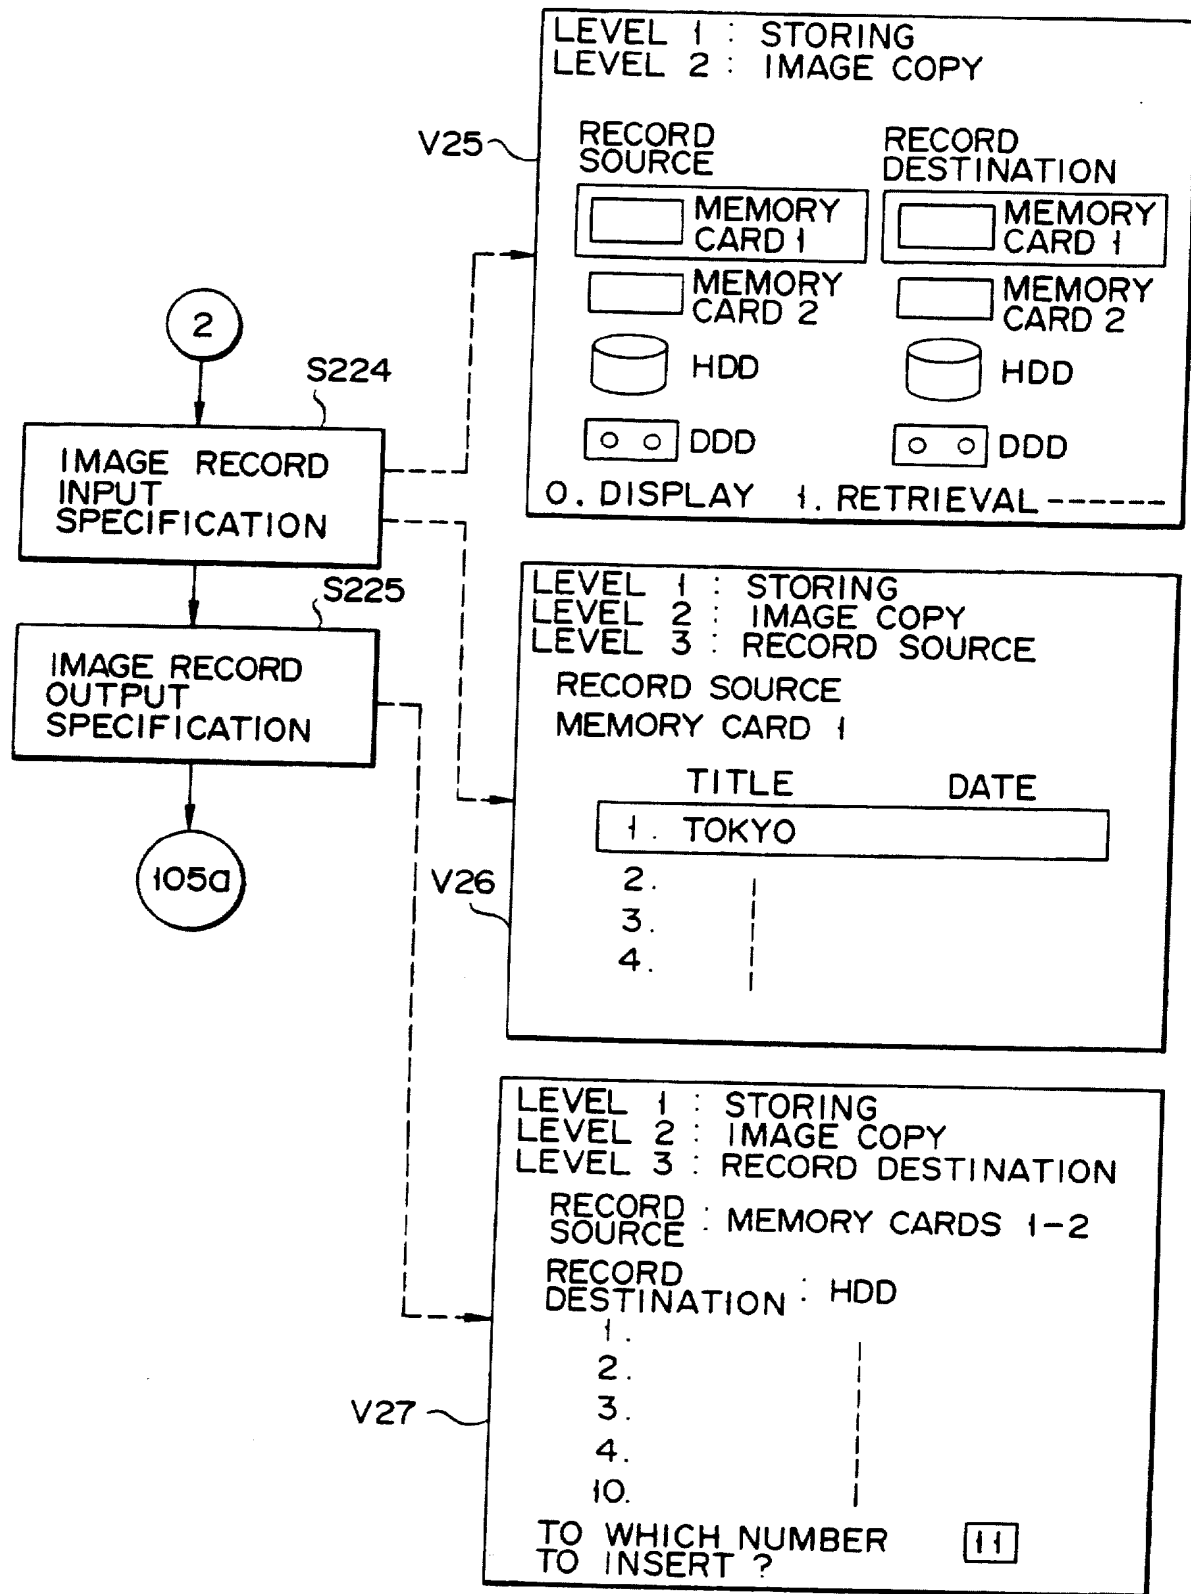 2
S224
IMAGE RECORD
INPUT
SPECIFICATION
S225
IMAGE RECORD
OUTPUT
SPECIFICATION
105a
V25
LEVEL 1 : STORING
LEVEL 2 : IMAGE COPY
RECORD
SOURCE
MEMORY
CARD 1
MEMORY
CARD 2
HDD
DDD
RECORD
DESTINATION
MEMORY
CARD 1
MEMORY
CARD 2
HDD
DDD
0. DISPLAY 1. RETRIEVAL ------
V26
LEVEL 1 : STORING
LEVEL 2 : IMAGE COPY
LEVEL 3 : RECORD SOURCE
RECORD SOURCE
MEMORY CARD 1
TITLE DATE
1. TOKYO
2.
3.
4.
V27
LEVEL 1 : STORING
LEVEL 2 : IMAGE COPY
LEVEL 3 : RECORD DESTINATION
RECORD
SOURCE : MEMORY CARDS 1-2
RECORD
DESTINATION : HDD
1.
2.
3.
4.
10.
TO WHICH NUMBER 11
TO INSERT ?